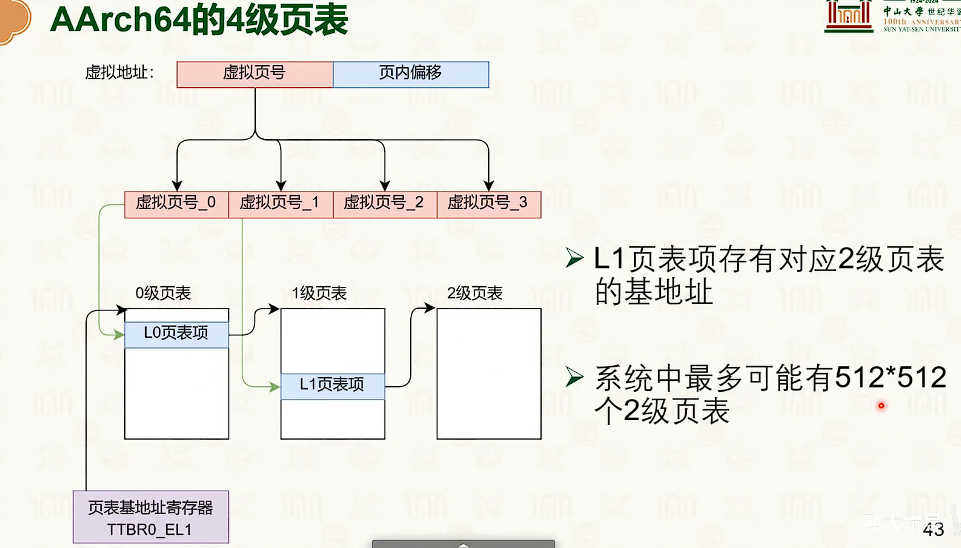 AArch64的4级页表
中山大学 世纪华诞
100th ANNIVERSARY
SUN YAT-SEN UNIVERSITY
虚拟地址：
虚拟页号
页内偏移
虚拟页号_0
虚拟页号_1
虚拟页号_2
虚拟页号_3
0级页表
1级页表
2级页表
L0页表项
L1页表项
页表基地址寄存器
TTBR0_EL1
➢ L1页表项存有对应2级页表
的基地址
➢ 系统中最多可能有512*512
个2级页表
43